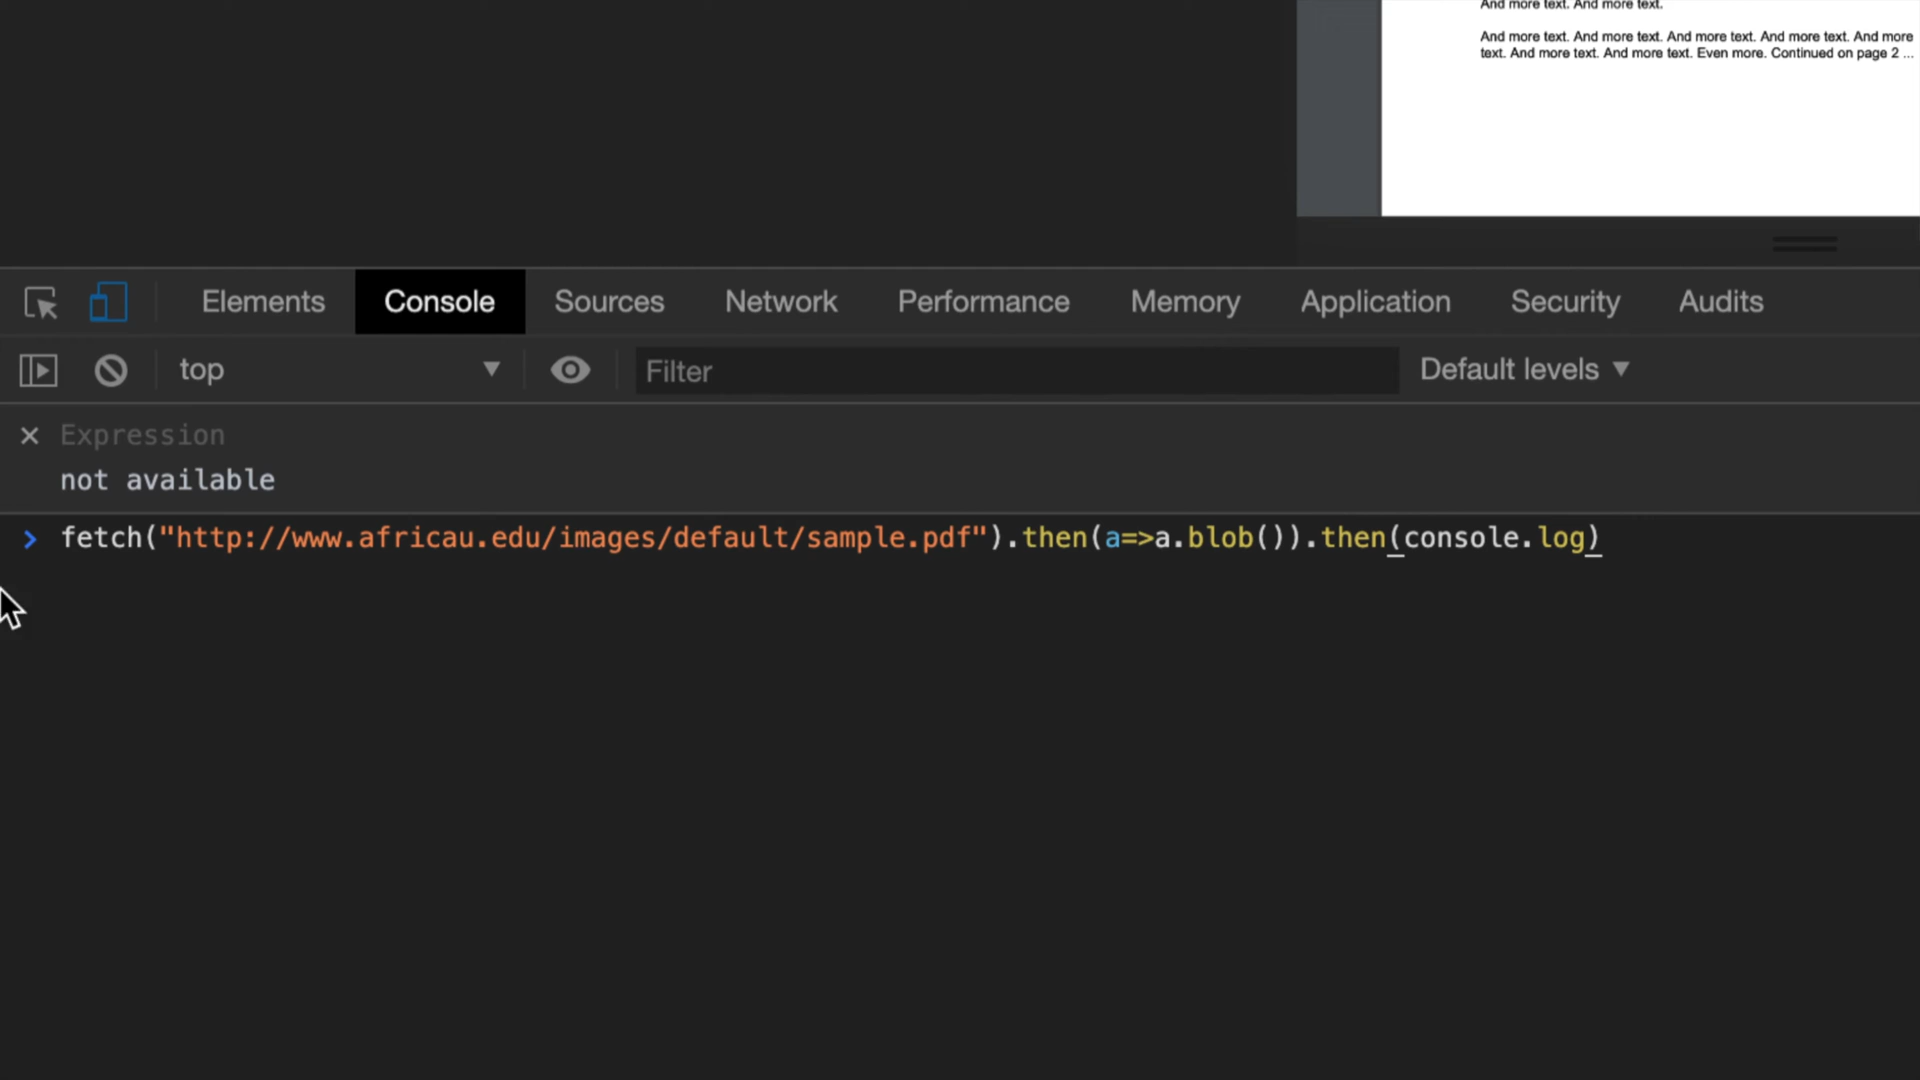 And more text. And more text.
And more text. And more text. And more text. And more text. And more
text. And more text. And more text. Even more. Continued on page 2 ...
Elements Console Sources Network Performance Memory Application Security Audits
top Filter Default levels
Expression
not available
fetch("http://www.africau.edu/images/default/sample.pdf").then(a=>a.blob()).then(console.log)